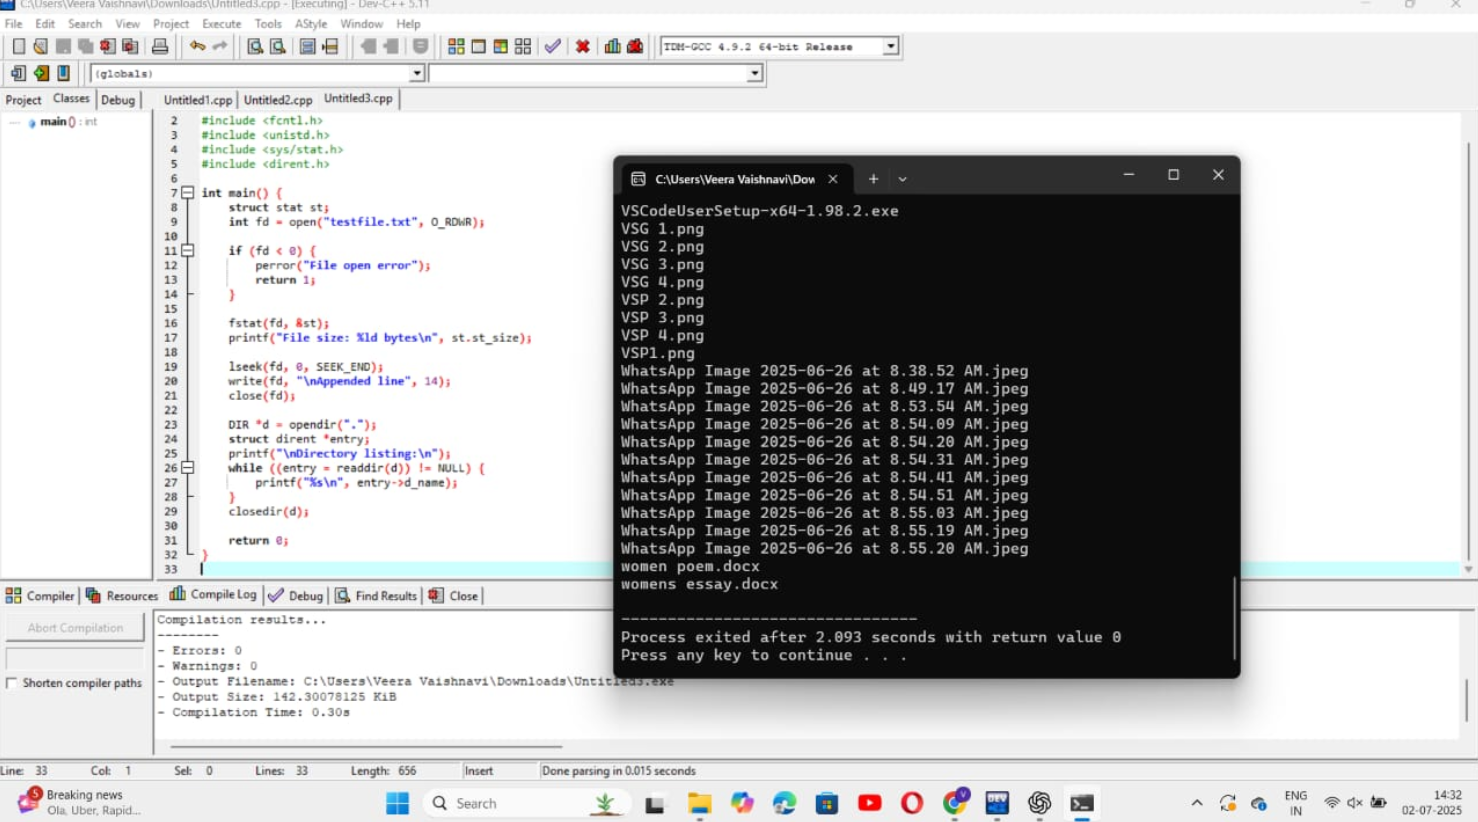 C:\Users\Veera Vaishnavi\Downloads\Untitled3.cpp - [Executing] - Dev-C++ 5.11
File Edit Search View Project Execute Tools AStyle Window Help
TDM-GCC 4.9.2 64-bit Release
(globals)
Project Classes Debug Untitled1.cpp Untitled2.cpp Untitled3.cpp
main() : int
2 #include <fcntl.h>
3 #include <unistd.h>
4 #include <sys/stat.h>
5 #include <dirent.h>
6
7 int main() {
8 struct stat st;
9 int fd = open("testfile.txt", O_RDWR);
10
11 if (fd < 0) {
12 perror("File open error");
13 return 1;
14 }
15
16 fstat(fd, &st);
17 printf("File size: %ld bytes\n", st.st_size);
18
19 lseek(fd, 0, SEEK_END);
20 write(fd, "\nAppended line", 14);
21 close(fd);
22
23 DIR *d = opendir(".");
24 struct dirent *entry;
25 printf("\nDirectory listing:\n");
26 while ((entry = readdir(d)) != NULL) {
27 printf("%s\n", entry->d_name);
28 }
29 closedir(d);
30
31 return 0;
32 }
33
C:\Users\Veera Vaishnavi\Dow
VSCodeUserSetup-x64-1.98.2.exe
VSG 1.png
VSG 2.png
VSG 3.png
VSG 4.png
VSP 2.png
VSP 3.png
VSP 4.png
VSP1.png
WhatsApp Image 2025-06-26 at 8.38.52 AM.jpeg
WhatsApp Image 2025-06-26 at 8.49.17 AM.jpeg
WhatsApp Image 2025-06-26 at 8.53.54 AM.jpeg
WhatsApp Image 2025-06-26 at 8.54.09 AM.jpeg
WhatsApp Image 2025-06-26 at 8.54.20 AM.jpeg
WhatsApp Image 2025-06-26 at 8.54.31 AM.jpeg
WhatsApp Image 2025-06-26 at 8.54.41 AM.jpeg
WhatsApp Image 2025-06-26 at 8.54.51 AM.jpeg
WhatsApp Image 2025-06-26 at 8.55.03 AM.jpeg
WhatsApp Image 2025-06-26 at 8.55.19 AM.jpeg
WhatsApp Image 2025-06-26 at 8.55.20 AM.jpeg
women poem.docx
womens essay.docx
--------------------------------
Process exited after 2.093 seconds with return value 0
Press any key to continue . . .
Compiler Resources Compile Log Debug Find Results Close
Abort Compilation
Shorten compiler paths
Compilation results...
--------
- Errors: 0
- Warnings: 0
- Output Filename: C:\Users\Veera Vaishnavi\Downloads\Untitled3.exe
- Output Size: 142.30078125 KiB
- Compilation Time: 0.30s
Line: 33 Col: 1 Sel: 0 Lines: 33 Length: 656 Insert Done parsing in 0.015 seconds
5 Breaking news
Ola, Uber, Rapid...
Search
DEV
V
ENG
IN
14:32
02-07-2025